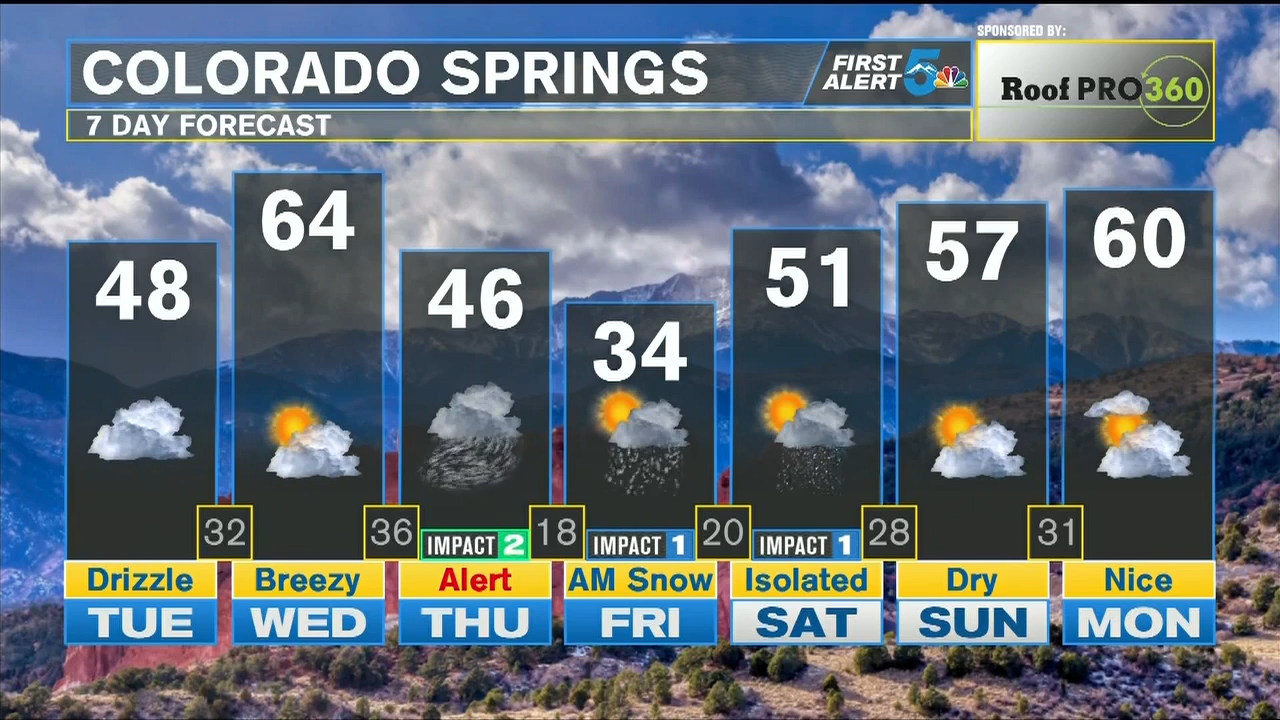 SPONSORED BY:
COLORADO SPRINGS
FIRST ALERT 5
Roof PRO 360
7 DAY FORECAST
48 64 46 34 51 57 60
32 36 18 20 28 31
IMPACT 2 IMPACT 1 IMPACT 1
Drizzle Breezy Alert AM Snow Isolated Dry Nice
TUE WED THU FRI SAT SUN MON